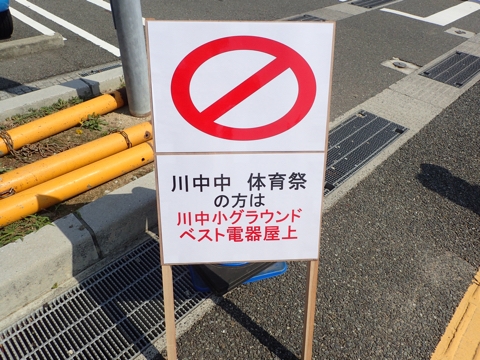 川中中 体育祭
の方は
川中小グラウンド
ベスト電器屋上